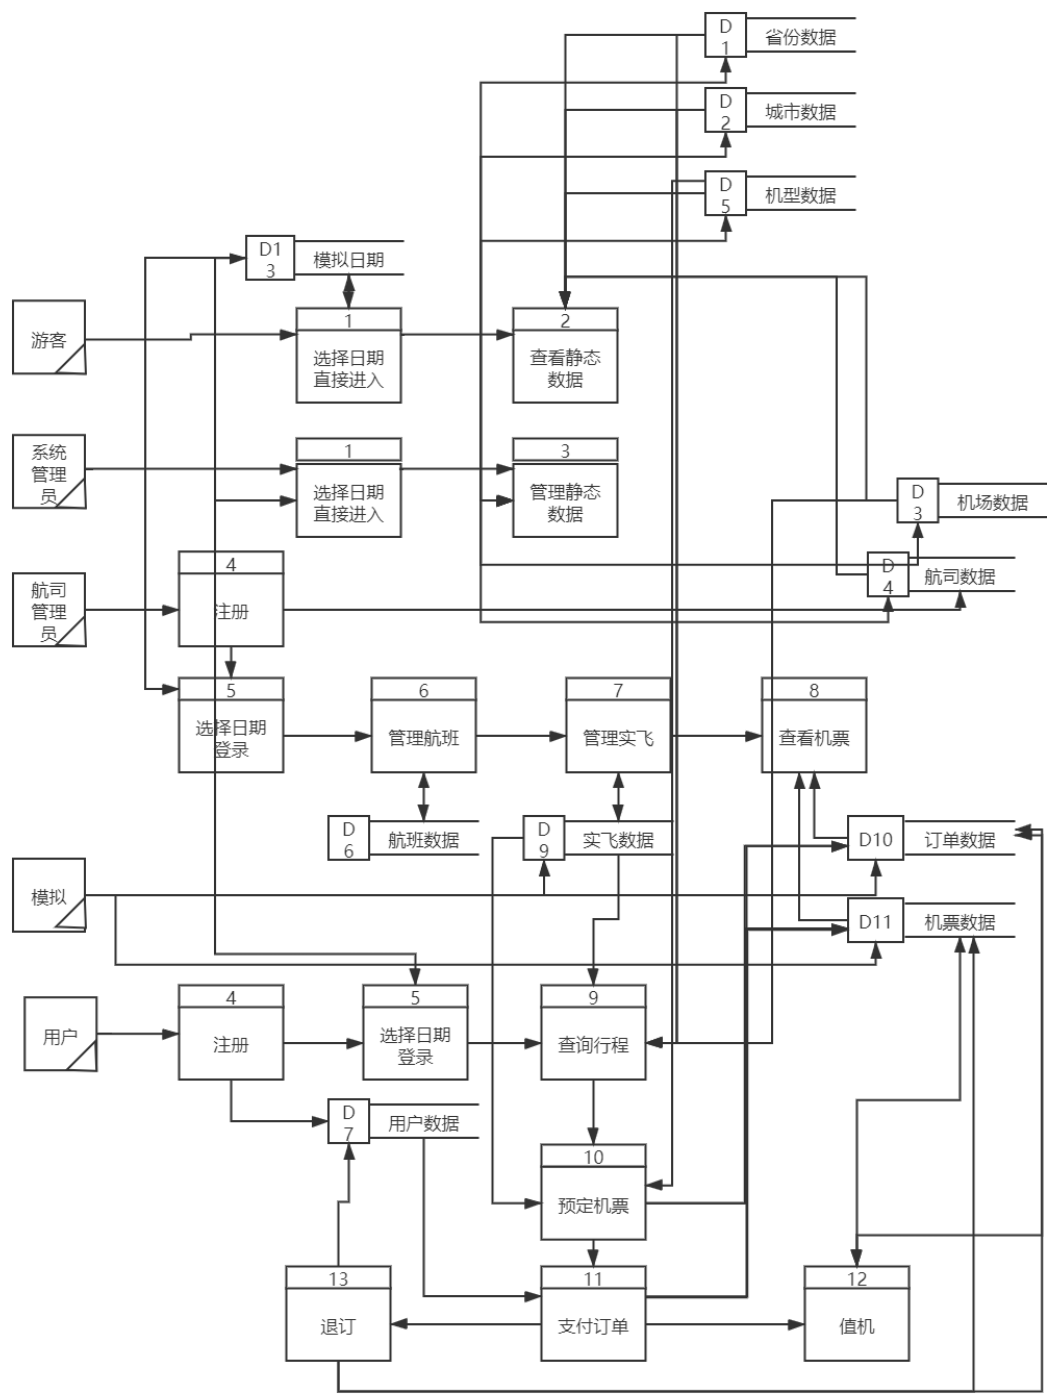 D
1
省份数据
D
2
城市数据
D
5
机型数据
D1
3
模拟日期
游客
1
选择日期
直接进入
2
查看静态
数据
系统
管理
员
1
选择日期
直接进入
3
管理静态
数据
D
3
机场数据
航司
管理
员
4
注册
D
4
航司数据
5
选择日期
登录
6
管理航班
7
管理实飞
8
查看机票
D
6
航班数据
D
9
实飞数据
D10
订单数据
模拟
D11
机票数据
用户
4
注册
5
选择日期
登录
9
查询行程
D
7
用户数据
10
预定机票
13
退订
11
支付订单
12
值机